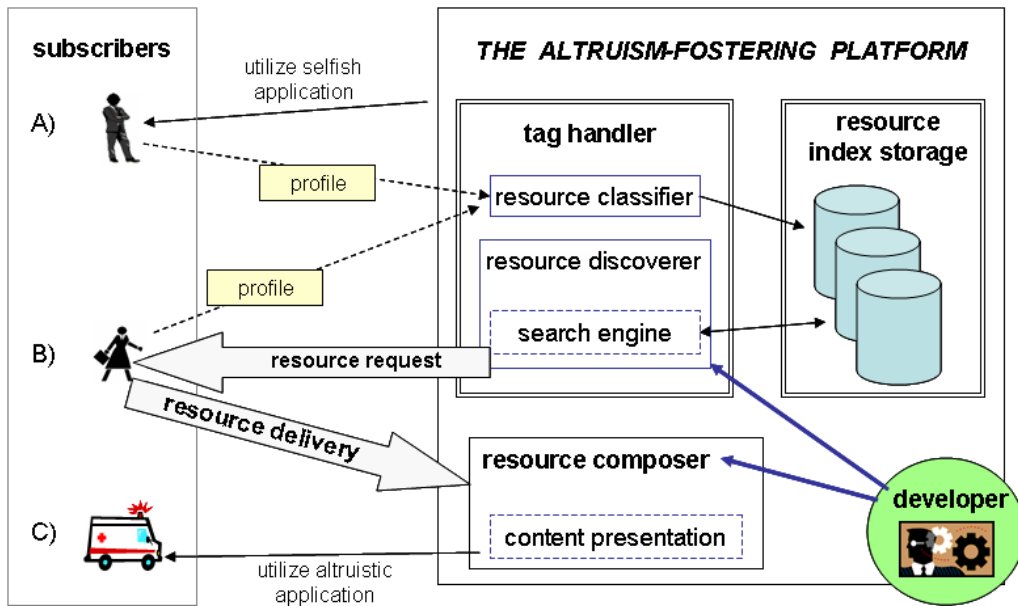 subscribers
THE ALTRUISM-FOSTERING PLATFORM
utilize selfish
application
A)
tag handler
resource
index storage
profile
resource classifier
resource discoverer
profile
search engine
B)
resource request
resource delivery
resource composer
developer
C)
content presentation
utilize altruistic
application